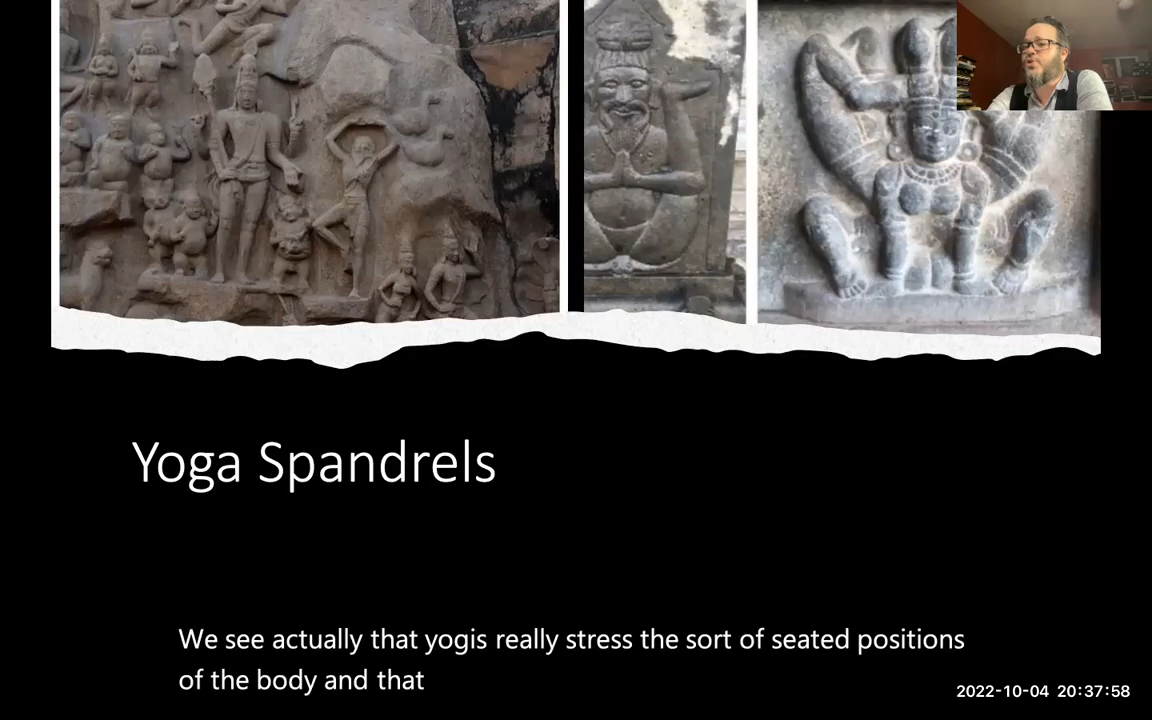 Yoga Spandrels
We see actually that yogis really stress the sort of seated positions
of the body and that
2022-10-04 20:37:58